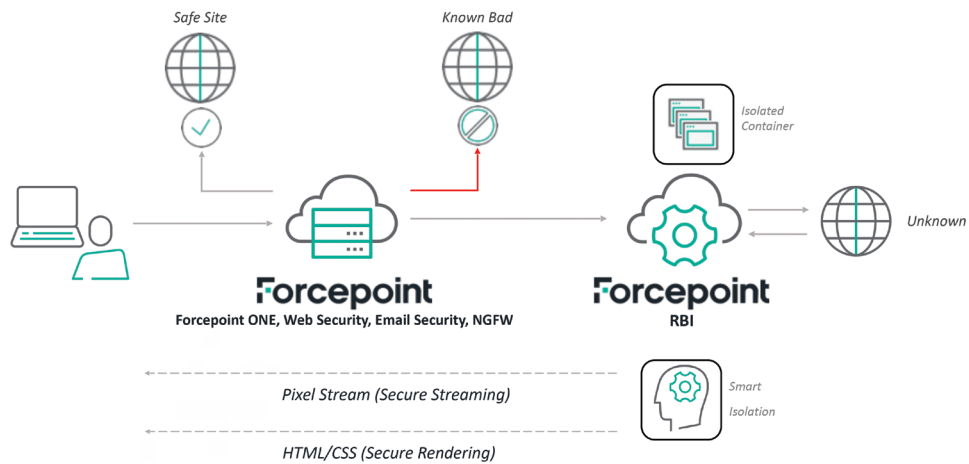 Safe Site
Known Bad
Isolated
Container
Unknown
Forcepoint
Forcepoint ONE, Web Security, Email Security, NGFW
Forcepoint
RBI
Pixel Stream (Secure Streaming)
Smart
Isolation
HTML/CSS (Secure Rendering)